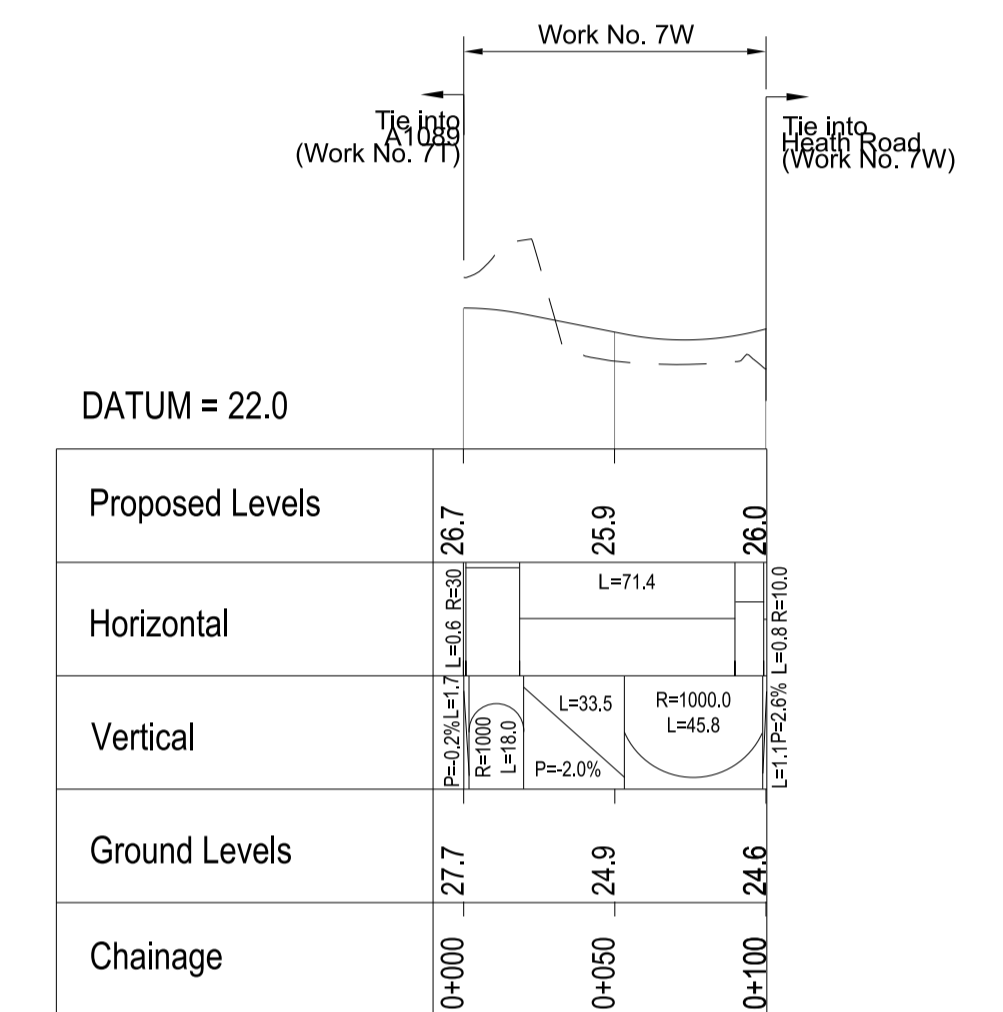 Work No. 7W
Tie into
A1089
(Work No. 7T)
Tie into
Heath Road
(Work No. 7W)
DATUM = 22.0
Proposed Levels
26.7
25.9
26.0
Horizontal
L=0.6 R=30
L=71.4
L=0.8 R=10.0
Vertical
P=-0.2% L=1.7
R=1000
L=18.0
L=33.5
P=-2.0%
R=1000.0
L=45.8
L=1.1 P=2.6%
Ground Levels
27.7
24.9
24.6
Chainage
0+000
0+050
0+100